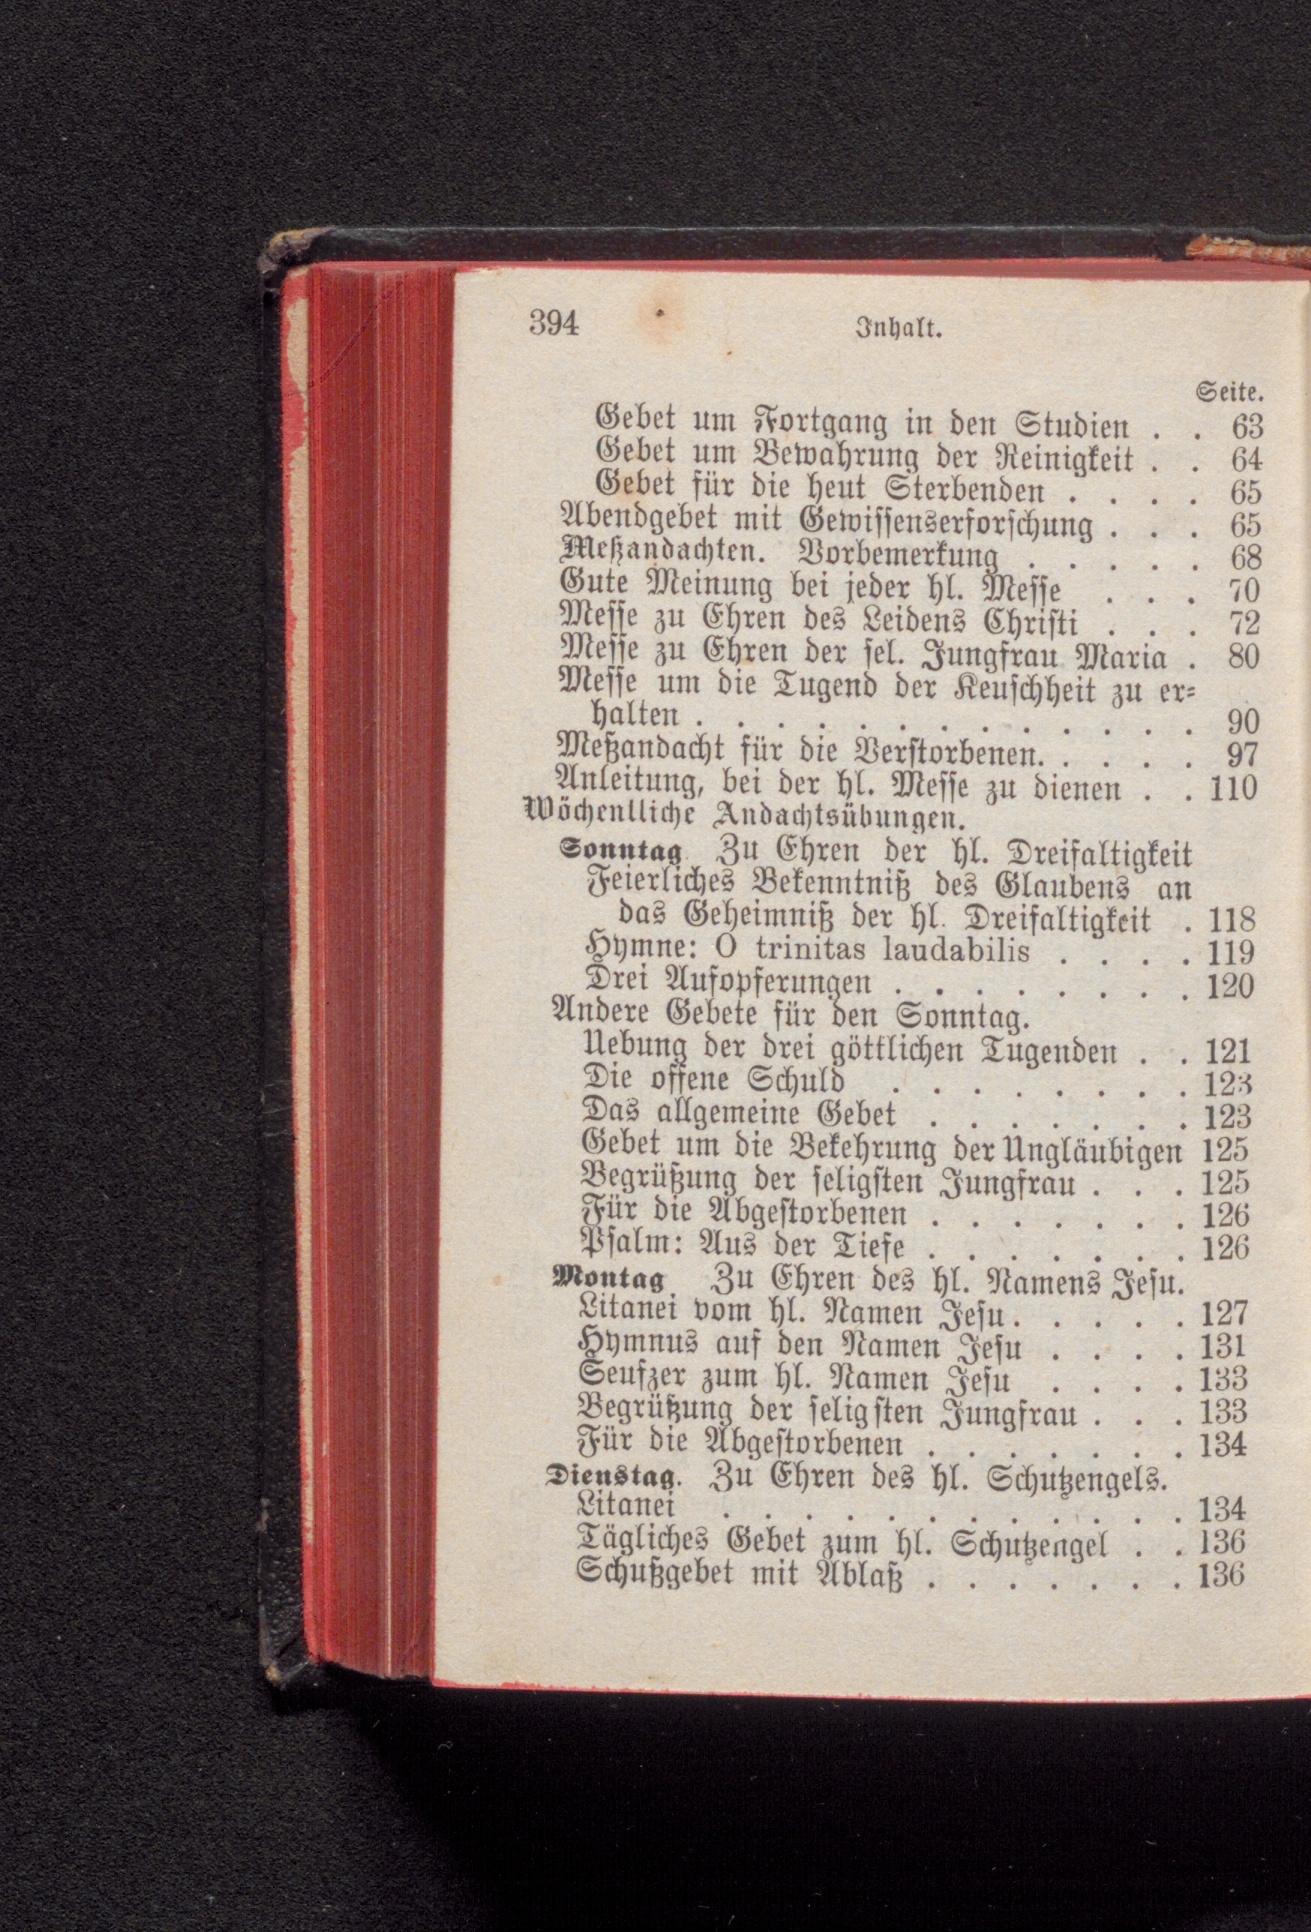 394 Inhalt.
Seite.
Gebet um Fortgang in den Studien . . 63
Gebet um Bewahrung der Reinigkeit . . 64
Gebet für die heut Sterbenden . . . . 65
Abendgebet mit Gewissenserforschung . . . 65
Meßandachten. Vorbemerkung . . . . . 68
Gute Meinung bei jeder hl. Messe . . . 70
Messe zu Ehren des Leidens Christi . . . 72
Messe zu Ehren der sel. Jungfrau Maria . 80
Messe um die Tugend der Keuschheit zu er=
halten . . . . . . . . . . . . . 90
Meßandacht für die Verstorbenen. . . . . 97
Anleitung, bei der hl. Messe zu dienen . . 110
Wöchentliche Andachtsübungen.
Sonntag. Zu Ehren der hl. Dreifaltigkeit
Feierliches Bekenntniß des Glaubens an
das Geheimniß der hl. Dreifaltigkeit . 118
Hymne: O trinitas laudabilis . . . . 119
Drei Aufopferungen . . . . . . . . 120
Andere Gebete für den Sonntag.
Uebung der drei göttlichen Tugenden . . 121
Die offene Schuld . . . . . . . . 123
Das allgemeine Gebet . . . . . . . 123
Gebet um die Bekehrung der Ungläubigen 125
Begrüßung der seligsten Jungfrau . . . 125
Für die Abgestorbenen . . . . . . . 126
Psalm: Aus der Tiefe . . . . . . . 126
Montag Zu Ehren des hl. Namens Jesu.
Litanei vom hl. Namen Jesu . . . . . 127
Hymnus auf den Namen Jesu . . . . 131
Seufzer zum hl. Namen Jesu . . . . 133
Begrüßung der seligsten Jungfrau . . . 133
Für die Abgestorbenen . . . . . . . 134
Dienstag. Zu Ehren des hl. Schutzengels.
Litanei . . . . . . . . . . . . 134
Tägliches Gebet zum hl. Schutzengel . . 136
Schußgebet mit Ablaß . . . . . . . 136